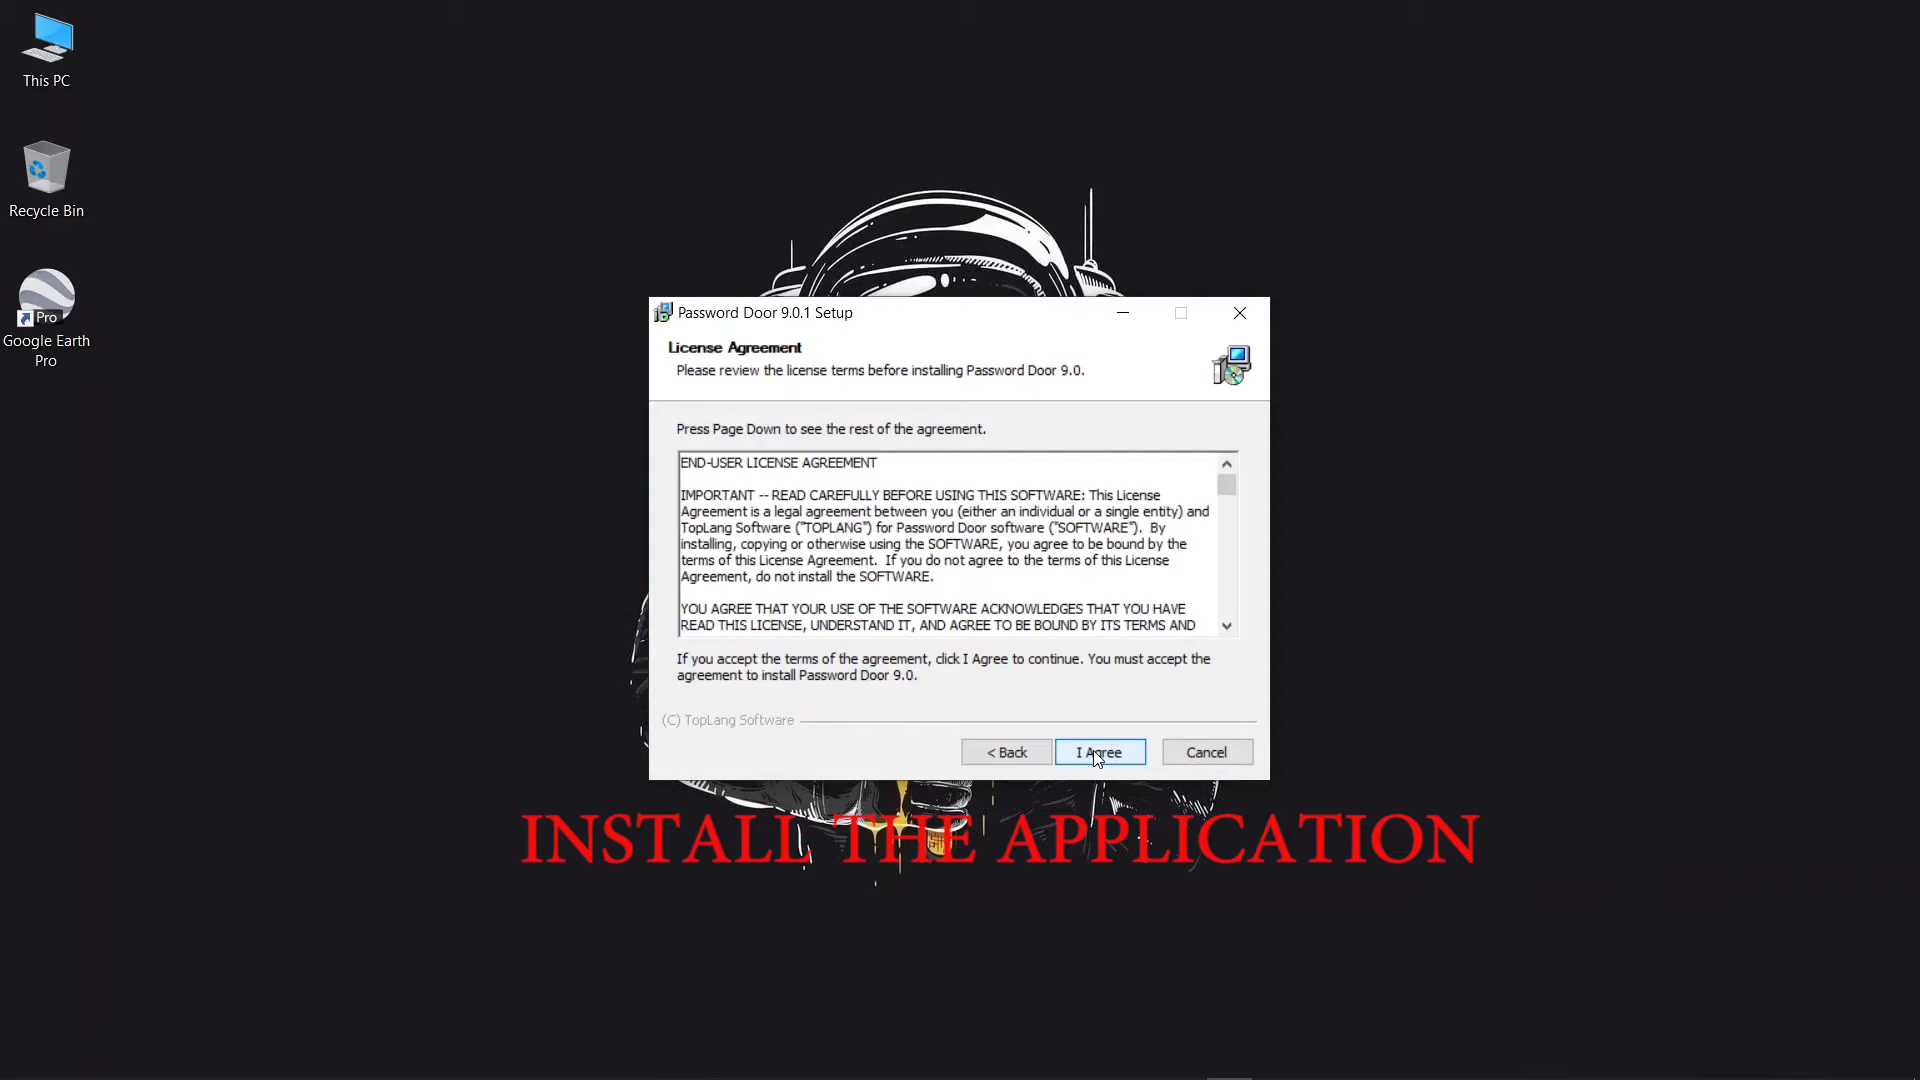 This PC
Recycle Bin
Pro
Google Earth
Pro
Password Door 9.0.1 Setup
License Agreement
Please review the license terms before installing Password Door 9.0.
Press Page Down to see the rest of the agreement.
END-USER LICENSE AGREEMENT
IMPORTANT -- READ CAREFULLY BEFORE USING THIS SOFTWARE: This License
Agreement is a legal agreement between you (either an individual or a single entity) and
TopLang Software ("TOPLANG") for Password Door software ("SOFTWARE").  By
installing, copying or otherwise using the SOFTWARE, you agree to be bound by the
terms of this License Agreement.  If you do not agree to the terms of this License
Agreement, do not install the SOFTWARE.
YOU AGREE THAT YOUR USE OF THE SOFTWARE ACKNOWLEDGES THAT YOU HAVE
READ THIS LICENSE, UNDERSTAND IT, AND AGREE TO BE BOUND BY ITS TERMS AND
If you accept the terms of the agreement, click I Agree to continue. You must accept the
agreement to install Password Door 9.0.
(C) TopLang Software
< Back
I Agree
Cancel
INSTALL THE APPLICATION